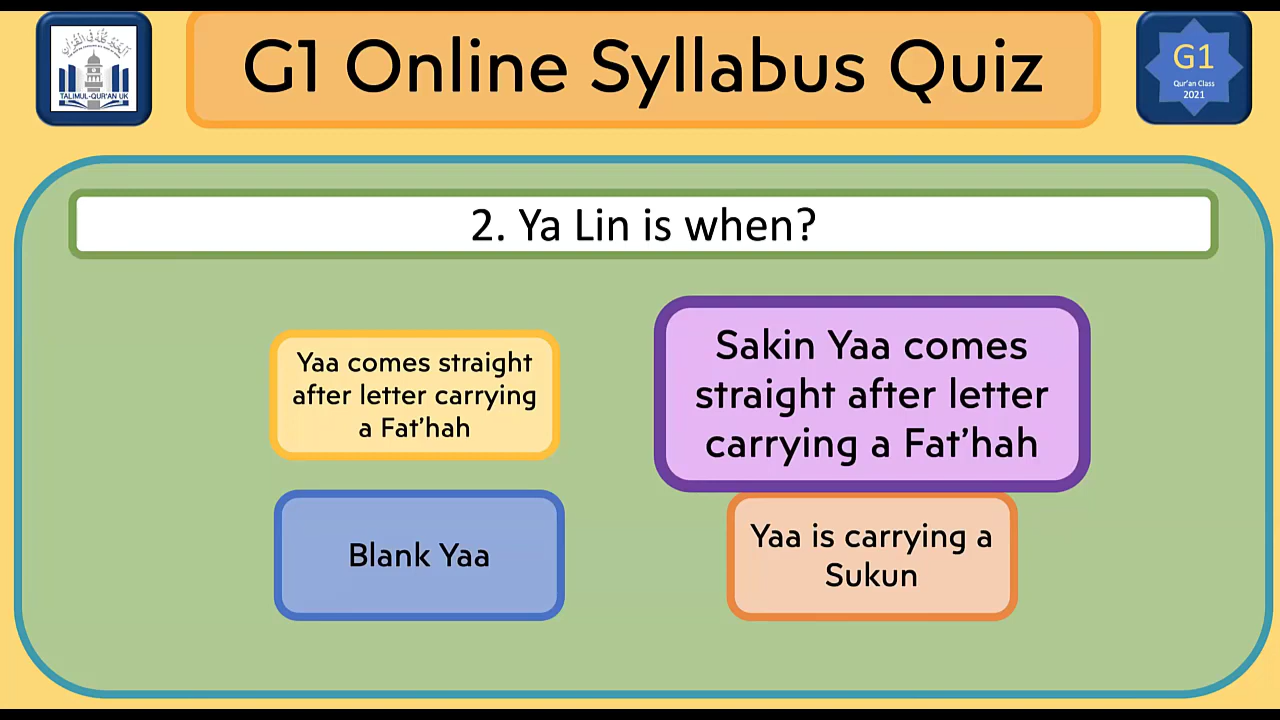 TALIMUL-QUR'AN UK
G1 Online Syllabus Quiz
G1
Qur'an Class
2021
2. Ya Lin is when?
Yaa comes straight
after letter carrying
a Fat'hah
Sakin Yaa comes
straight after letter
carrying a Fat'hah
Blank Yaa
Yaa is carrying a
Sukun